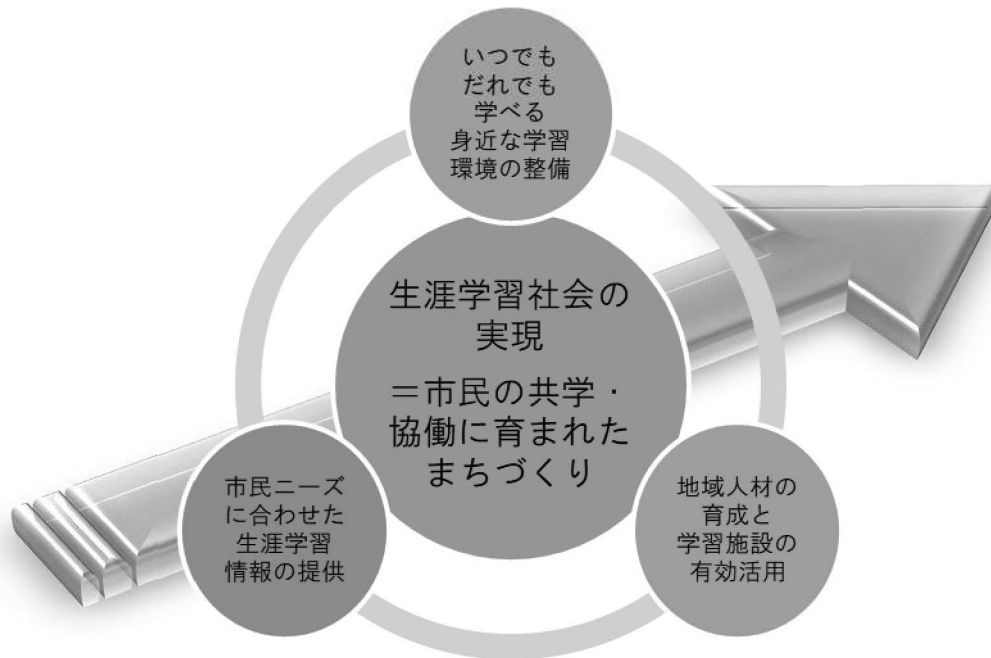 いつでも
だれでも
学べる
身近な学習
環境の整備
生涯学習社会の
実現
＝市民の共学・
協働に育まれた
まちづくり
市民ニーズ
に合わせた
生涯学習
情報の提供
地域人材の
育成と
学習施設の
有効活用